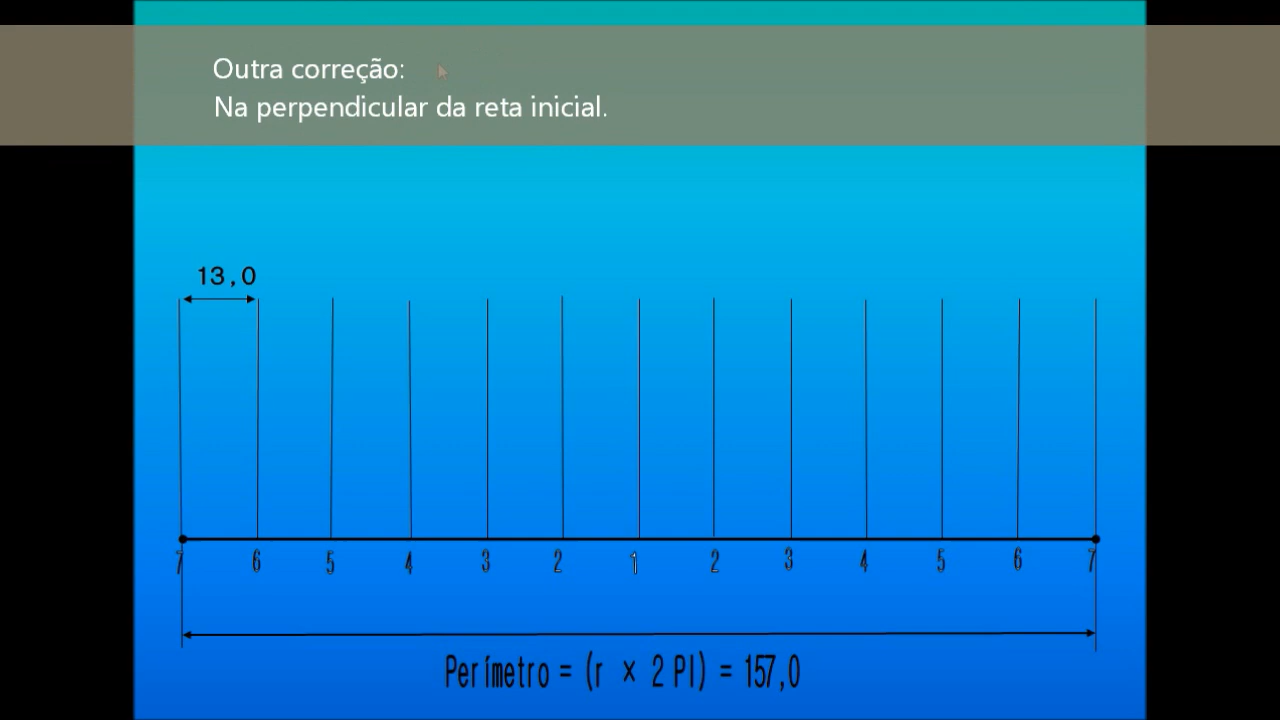 Outra correção:
Na perpendicular da reta inicial.
13,0
7 6 5 4 3 2 1 2 3 4 5 6 7
Perímetro = (r × 2 PI) = 157,0